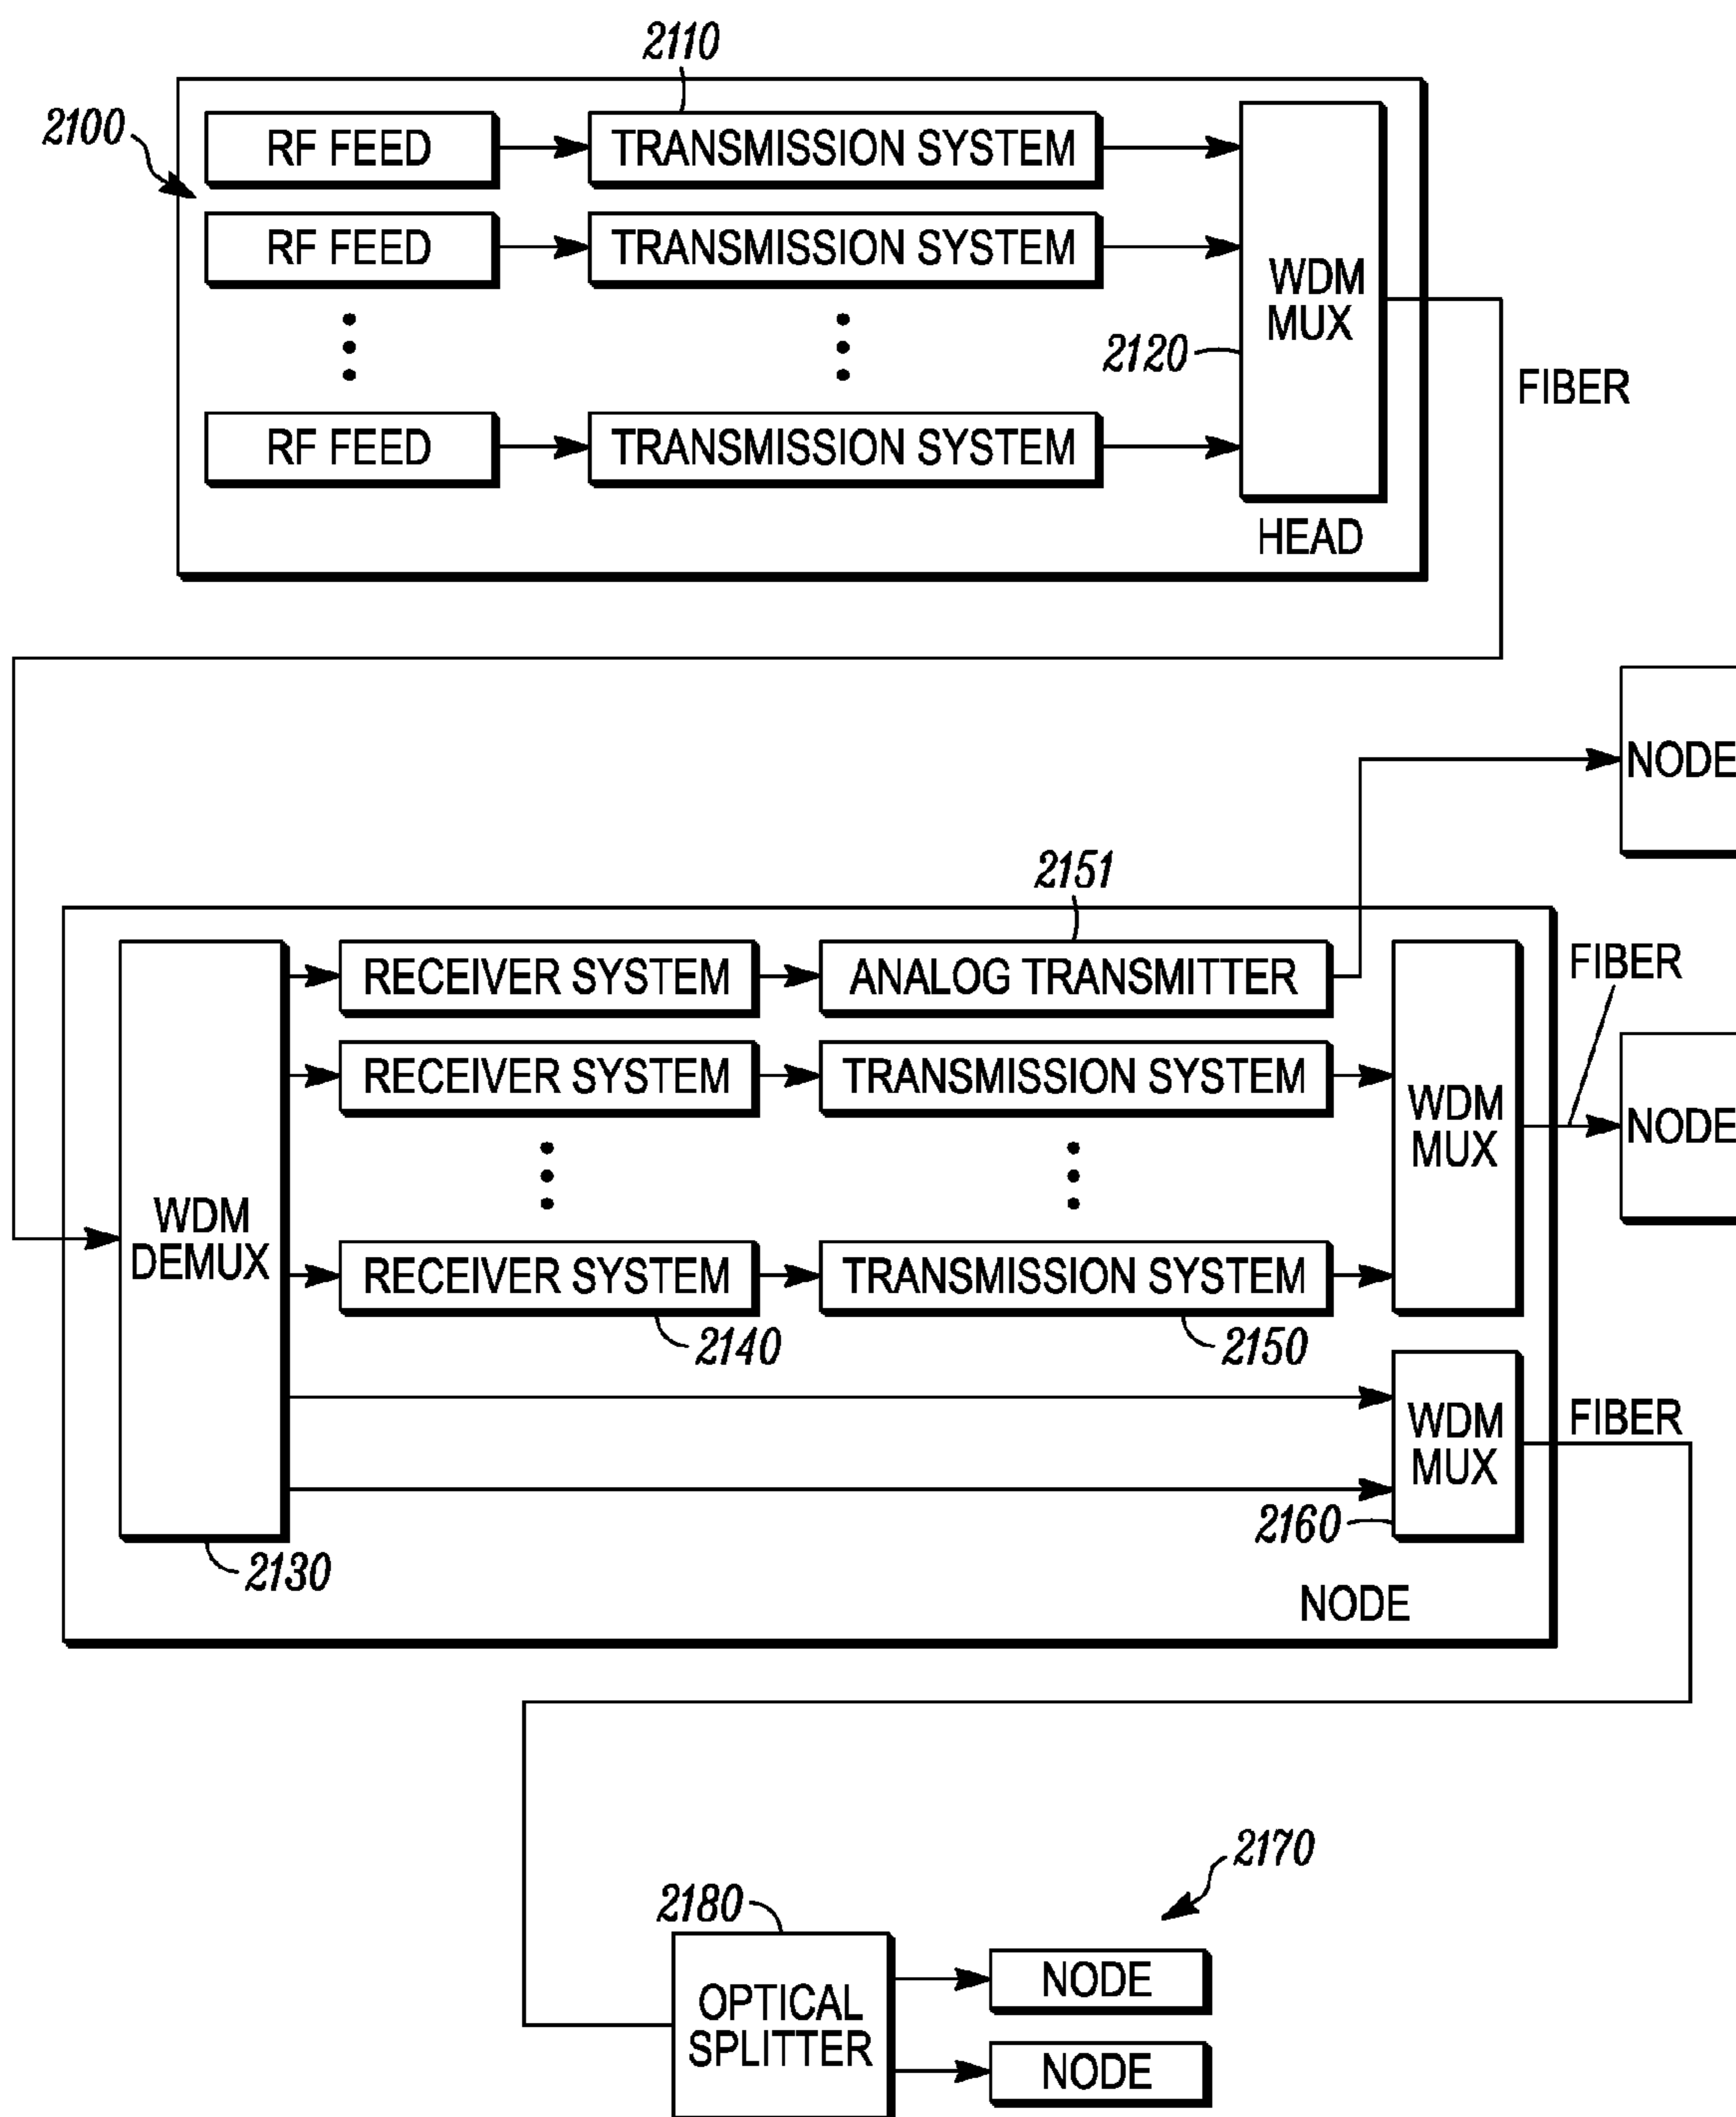 2110
2100
RF FEED
TRANSMISSION SYSTEM
RF FEED
TRANSMISSION SYSTEM
WDM
MUX
2120
FIBER
RF FEED
TRANSMISSION SYSTEM
HEAD
NODE
2151
RECEIVER SYSTEM
ANALOG TRANSMITTER
FIBER
RECEIVER SYSTEM
TRANSMISSION SYSTEM
WDM
MUX
NODE
WDM
DEMUX
RECEIVER SYSTEM
TRANSMISSION SYSTEM
2140
2150
WDM
MUX
FIBER
2160
2130
NODE
2170
2180
OPTICAL
SPLITTER
NODE
NODE